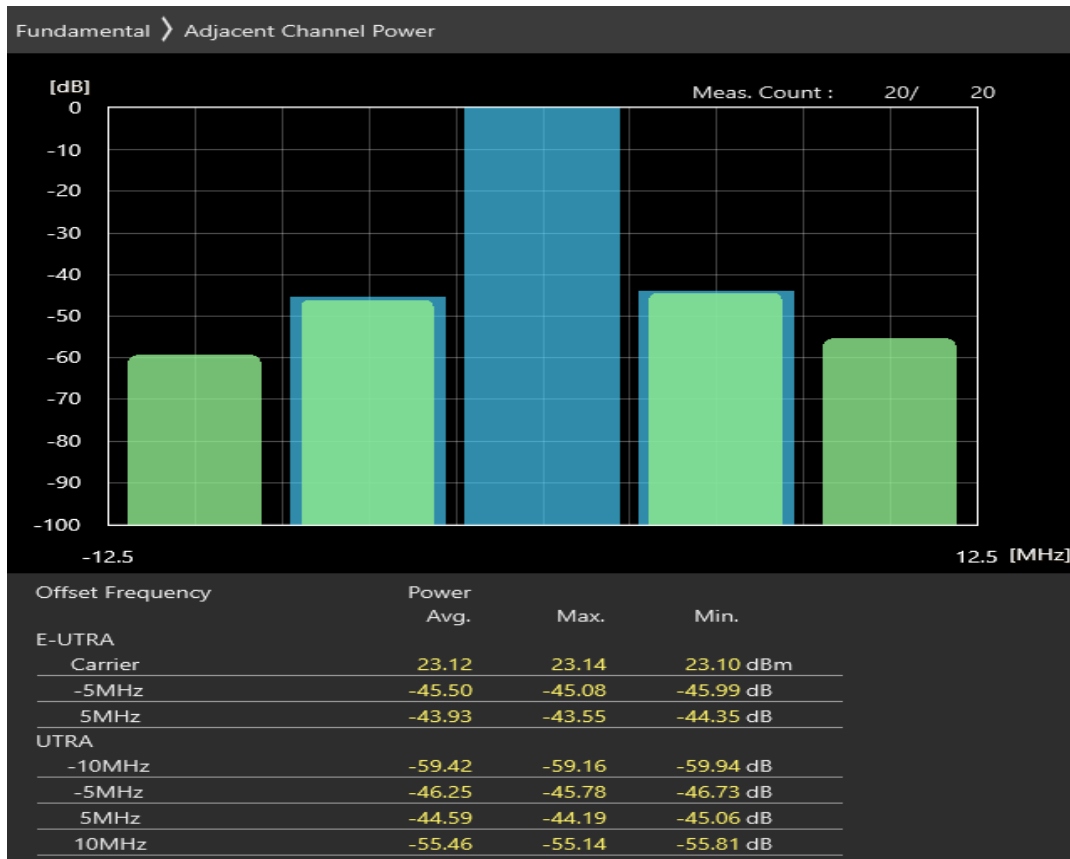 Fundamental ❯ Adjacent Channel Power
[dB]
Meas. Count : 20/ 20
0
-10
-20
-30
-40
-50
-60
-70
-80
-90
-100
-12.5 12.5 [MHz]
Offset Frequency Power
Avg. Max. Min.
E-UTRA
Carrier 23.12 23.14 23.10 dBm
-5MHz -45.50 -45.08 -45.99 dB
5MHz -43.93 -43.55 -44.35 dB
UTRA
-10MHz -59.42 -59.16 -59.94 dB
-5MHz -46.25 -45.78 -46.73 dB
5MHz -44.59 -44.19 -45.06 dB
10MHz -55.46 -55.14 -55.81 dB